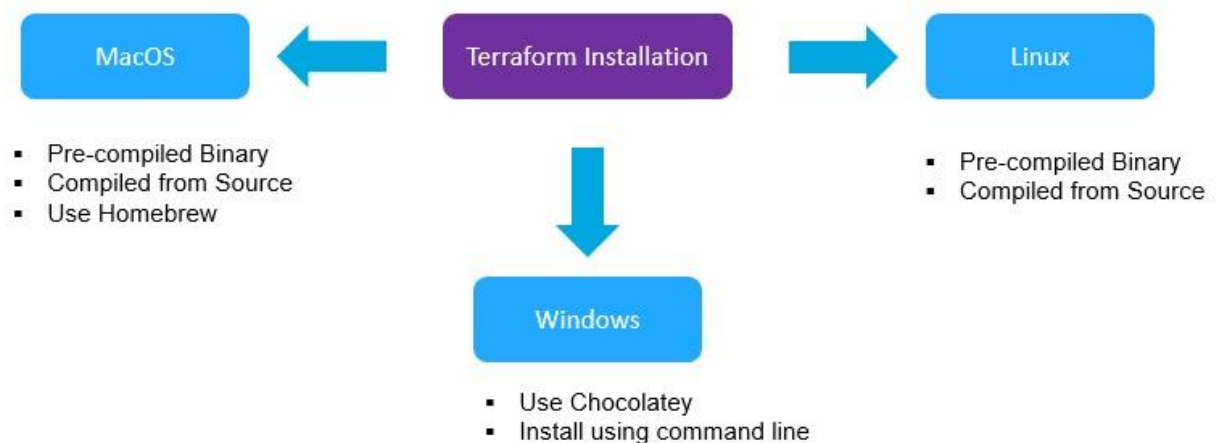 MacOS
Terraform Installation
Linux
▪ Pre-compiled Binary
▪ Compiled from Source
▪ Use Homebrew
▪ Pre-compiled Binary
▪ Compiled from Source
Windows
▪ Use Chocolatey
▪ Install using command line